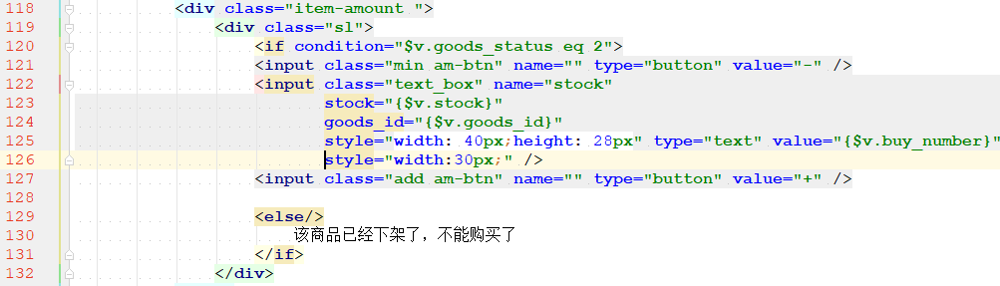 118 <div class="item-amount ">
119 <div class="sl">
120 <if condition="$v.goods_status eq 2">
121 <input class="min am-btn" name="" type="button" value="-" />
122 <input class="text_box" name="stock"
123 stock="{$v.stock}"
124 goods_id="{$v.goods_id}"
125 style="width: 40px;height: 28px" type="text" value="{$v.buy_number}"
126 style="width:30px;" />
127 <input class="add am-btn" name="" type="button" value="+" />
128
129 <else/>
130 该商品已经下架了，不能购买了
131 </if>
132 </div>